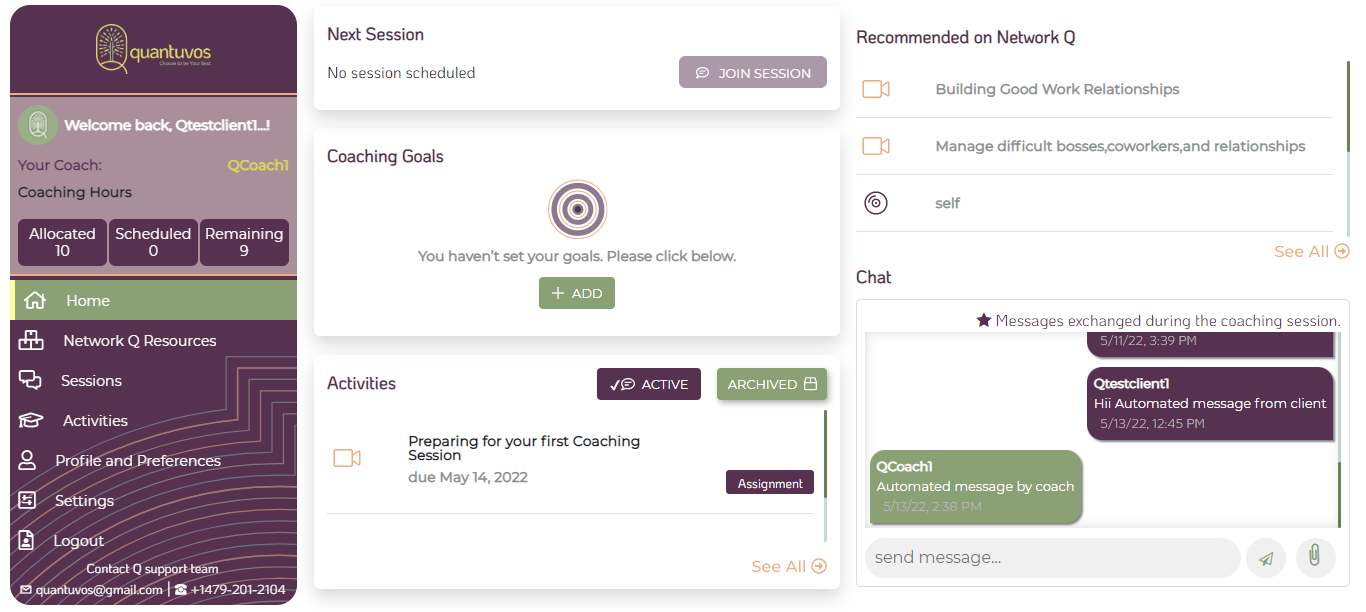 quantuvos
Choose to be Your Best
Welcome back, Qtestclient1...!
Your Coach: QCoach1
Coaching Hours
Allocated Scheduled Remaining
10 0 9
Home
Network Q Resources
Sessions
Activities
Profile and Preferences
Settings
Logout
Contact Q support team
quantuvos@gmail.com | +1479-201-2104
Next Session
No session scheduled
JOIN SESSION
Coaching Goals
You haven't set your goals. Please click below.
+ ADD
Activities
ACTIVE
ARCHIVED
Preparing for your first Coaching
Session
due May 14, 2022
Assignment
See All
Recommended on Network Q
Building Good Work Relationships
Manage difficult bosses,coworkers,and relationships
self
See All
Chat
Messages exchanged during the coaching session.
5/11/22, 3:39 PM
Qtestclient1
Hii Automated message from client
5/13/22, 12:45 PM
QCoach1
Automated message by coach
5/13/22, 2:38 PM
send message...